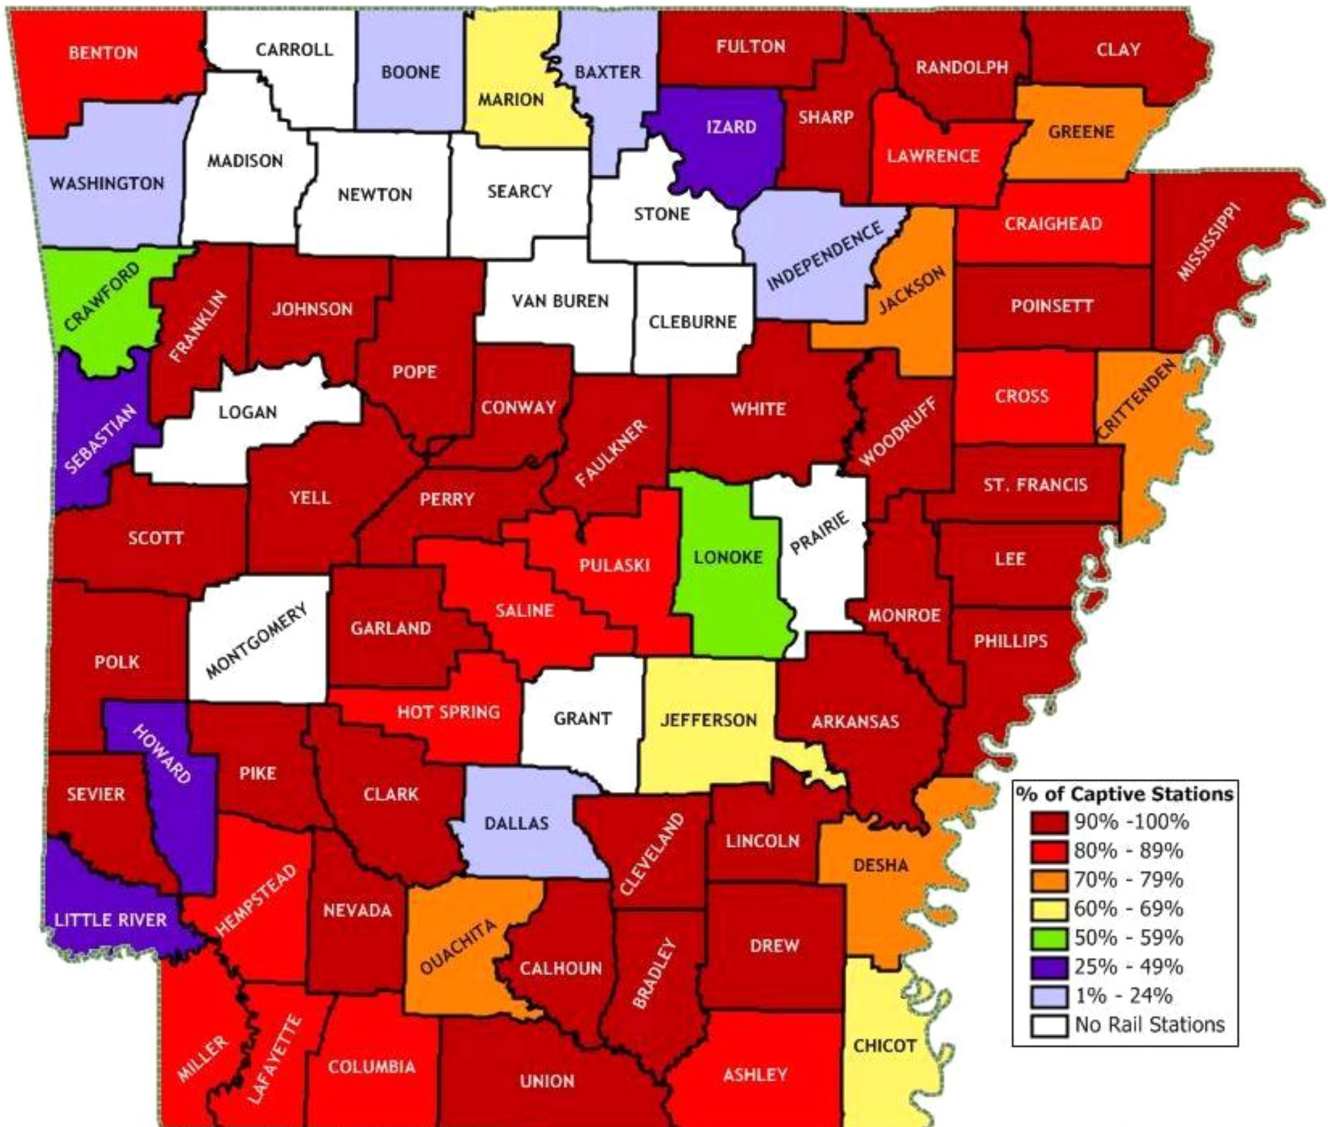 BENTON
CARROLL
BOONE
MARION
BAXTER
FULTON
RANDOLPH
CLAY
WASHINGTON
MADISON
NEWTON
SEARCY
STONE
IZARD
SHARP
LAWRENCE
GREENE
CRAIGHEAD
MISSISSIPPI
CRAWFORD
FRANKLIN
JOHNSON
POPE
VAN BUREN
CLEBURNE
INDEPENDENCE
JACKSON
POINSETT
SEBASTIAN
LOGAN
CONWAY
FAULKNER
WHITE
WOODRUFF
CROSS
CRITTENDEN
SCOTT
YELL
PERRY
PULASKI
LONOKE
PRAIRIE
ST. FRANCIS
LEE
POLK
MONTGOMERY
GARLAND
SALINE
MONROE
PHILLIPS
HOWARD
PIKE
HOT SPRING
GRANT
JEFFERSON
ARKANSAS
SEVIER
CLARK
DALLAS
CLEVELAND
LINCOLN
DESHA
LITTLE RIVER
HEMPSTEAD
NEVADA
OUACHITA
CALHOUN
BRADLEY
DREW
MILLER
LAFAYETTE
COLUMBIA
UNION
ASHLEY
CHICOT
% of Captive Stations
90% -100%
80% - 89%
70% - 79%
60% - 69%
50% - 59%
25% - 49%
1% - 24%
No Rail Stations